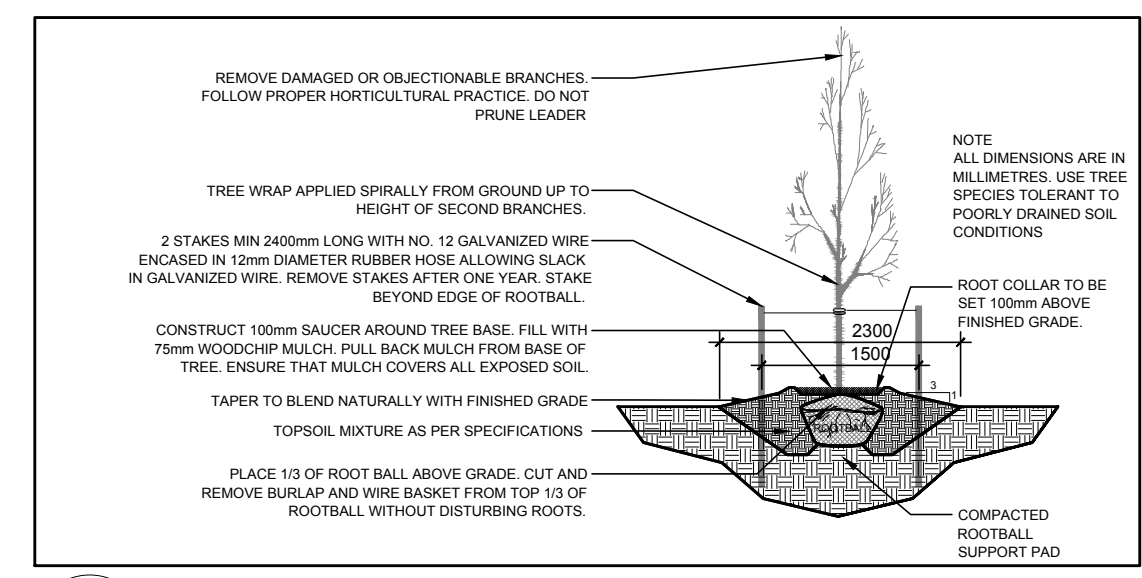 REMOVE DAMAGED OR OBJECTIONABLE BRANCHES.
FOLLOW PROPER HORTICULTURAL PRACTICE. DO NOT
PRUNE LEADER
NOTE
ALL DIMENSIONS ARE IN
MILLIMETRES. USE TREE
SPECIES TOLERANT TO
POORLY DRAINED SOIL
CONDITIONS
TREE WRAP APPLIED SPIRALLY FROM GROUND UP TO
HEIGHT OF SECOND BRANCHES.
2 STAKES MIN 2400mm LONG WITH NO. 12 GALVANIZED WIRE
ENCASED IN 12mm DIAMETER RUBBER HOSE ALLOWING SLACK
IN GALVANIZED WIRE. REMOVE STAKES AFTER ONE YEAR. STAKE
BEYOND EDGE OF ROOTBALL.
ROOT COLLAR TO BE
SET 100mm ABOVE
FINISHED GRADE.
2300
1500
3
1
CONSTRUCT 100mm SAUCER AROUND TREE BASE. FILL WITH
75mm WOODCHIP MULCH. PULL BACK MULCH FROM BASE OF
TREE. ENSURE THAT MULCH COVERS ALL EXPOSED SOIL.
TAPER TO BLEND NATURALLY WITH FINISHED GRADE
TOPSOIL MIXTURE AS PER SPECIFICATIONS
ROOTBALL
PLACE 1/3 OF ROOT BALL ABOVE GRADE. CUT AND
REMOVE BURLAP AND WIRE BASKET FROM TOP 1/3 OF
ROOTBALL WITHOUT DISTURBING ROOTS.
COMPACTED
ROOTBALL
SUPPORT PAD